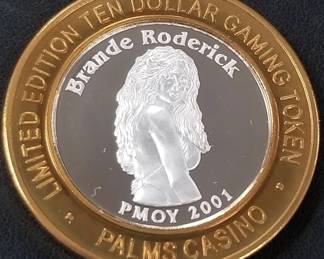 LIMITED EDITION TEN DOLLAR GAMING TOKEN
Brande Roderick
PMOY 2001
PALMS CASINO